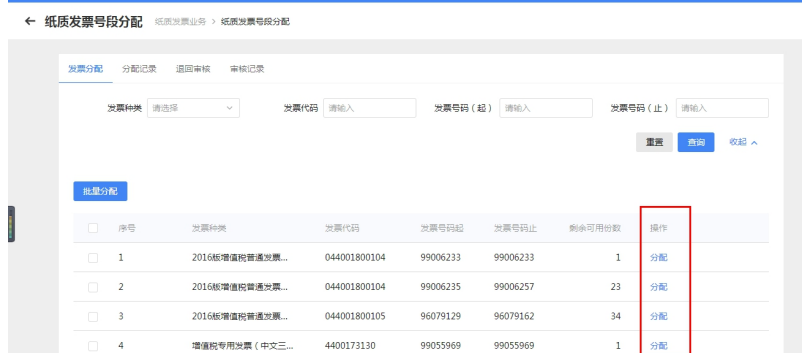 ← 纸质发票号段分配 纸质发票业务 > 纸质发票号段分配
发票分配 分配记录 退回审核 审核记录
发票种类 请选择 发票代码 请输入 发票号码（起） 请输入 发票号码（止） 请输入
重置 查询 收起
批量分配
序号 发票种类 发票代码 发票号码起 发票号码止 剩余可用份数 操作
1 2016版增值税普通发票... 044001800104 99006233 99006233 1 分配
2 2016版增值税普通发票... 044001800104 99006235 99006257 23 分配
3 2016版增值税普通发票... 044001800105 96079129 96079162 34 分配
4 增值税专用发票（中文三... 4400173130 99055969 99055969 1 分配